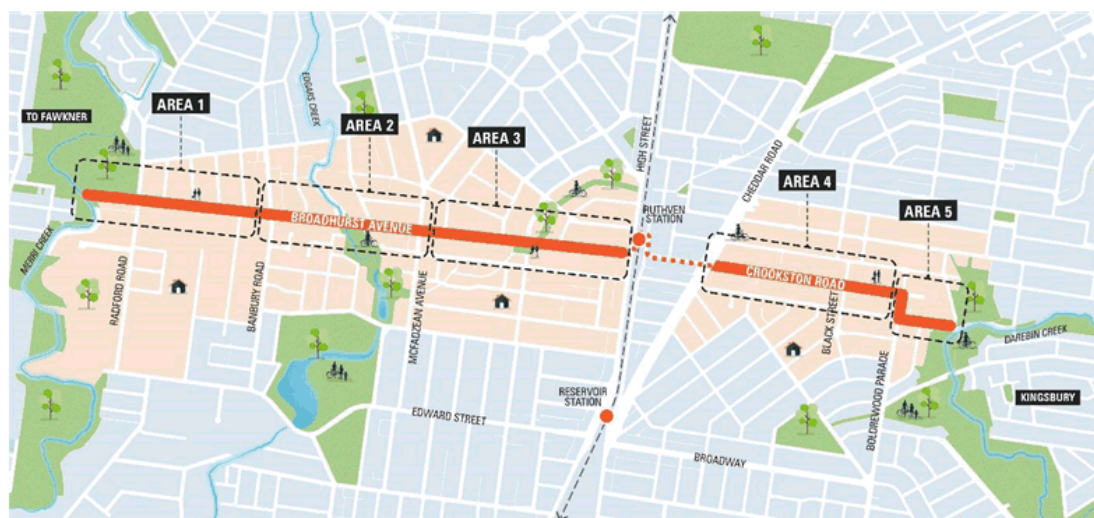 AREA 1
TO FAWKNER
EDGARS CREEK
AREA 2
AREA 3
HIGH STREET
RUTHVEN
STATION
CHEDDAR ROAD
AREA 4
AREA 5
BROADHURST AVENUE
CROOKSTON ROAD
MERRI CREEK
RADFORD ROAD
BANBURY ROAD
MCFADZEAN AVENUE
BLACK STREET
BOLDREWOOD PARADE
DAREBIN CREEK
KINGSBURY
RESERVOIR
STATION
EDWARD STREET
BROADWAY